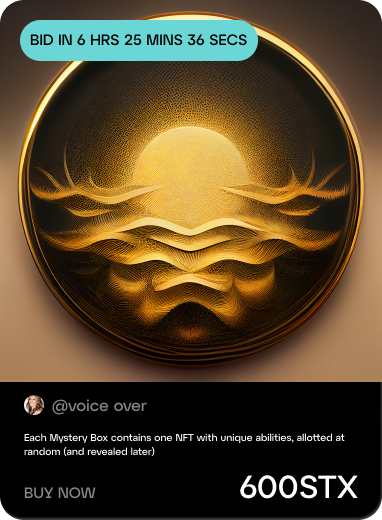 BID IN 6 HRS 25 MINS 36 SECS
@voice over
Each Mystery Box contains one NFT with unique abilities, allotted at
random (and revealed later)
BUY NOW
600STX